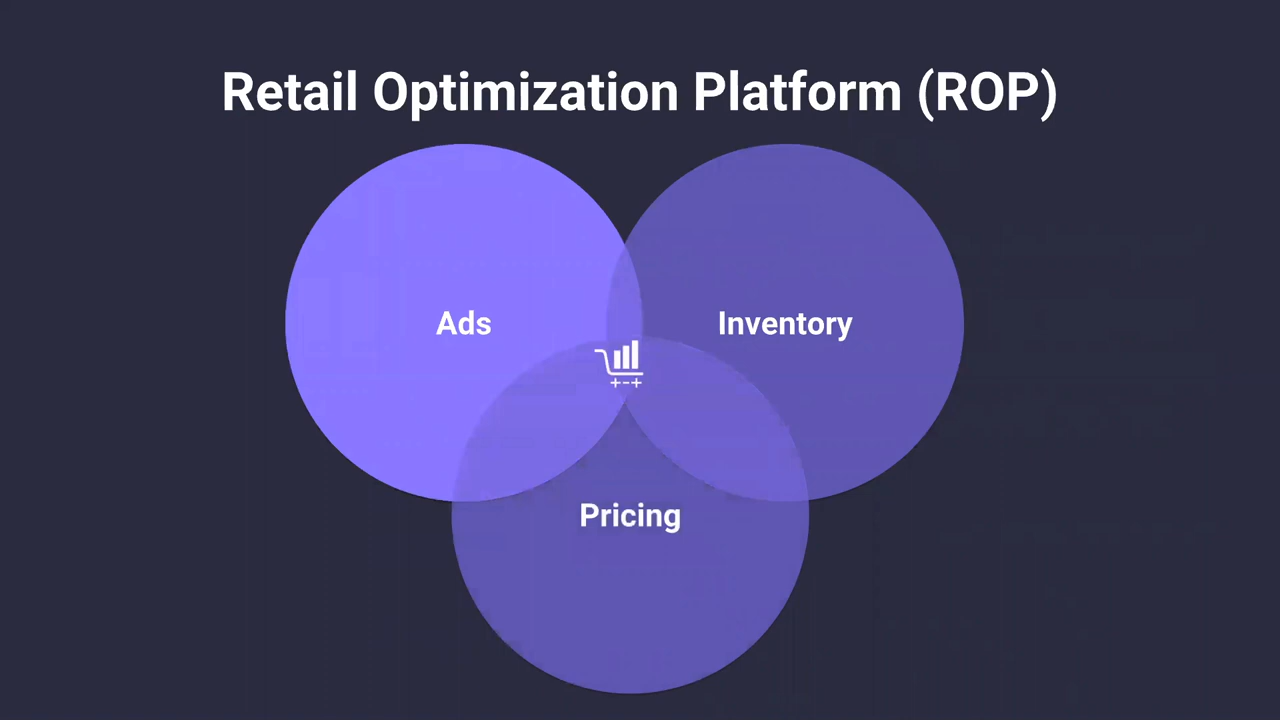 Retail Optimization Platform (ROP)
Ads
Inventory
Pricing